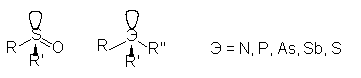 R S O R'
R Э R'' R'
Э = N, P, As, Sb, S